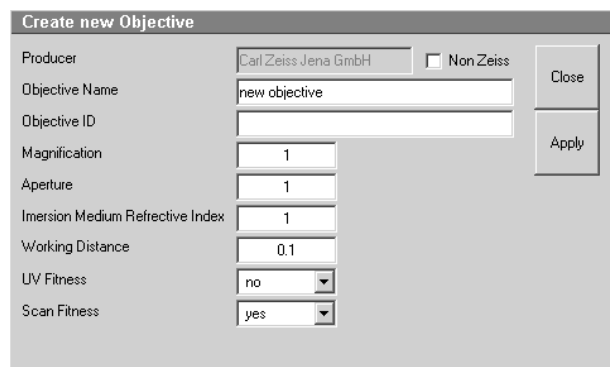 Create new Objective
Producer Carl Zeiss Jena GmbH Non Zeiss
Close
Objective Name new objective
Objective ID
Apply
Magnification 1
Aperture 1
Imersion Medium Refrective Index 1
Working Distance 0.1
UV Fitness no
Scan Fitness yes